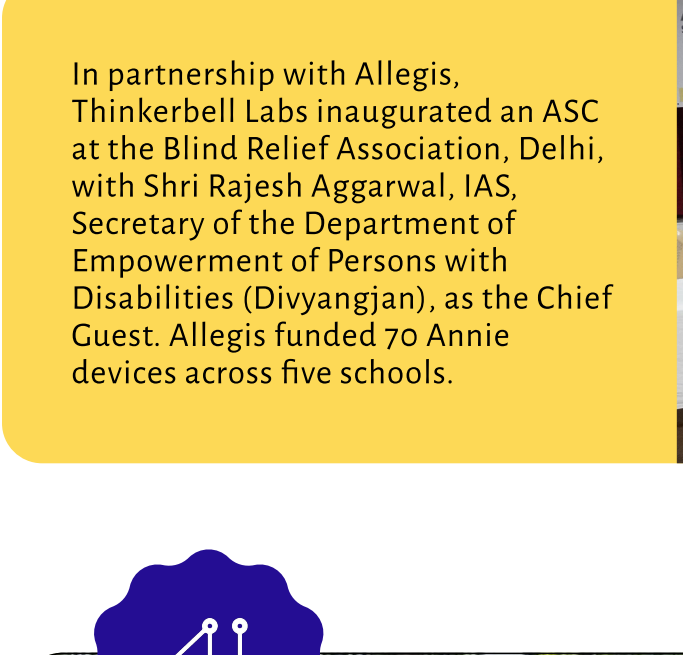 In partnership with Allegis,
Thinkerbell Labs inaugurated an ASC
at the Blind Relief Association, Delhi,
with Shri Rajesh Aggarwal, IAS,
Secretary of the Department of
Empowerment of Persons with
Disabilities (Divyangjan), as the Chief
Guest. Allegis funded 70 Annie
devices across five schools.